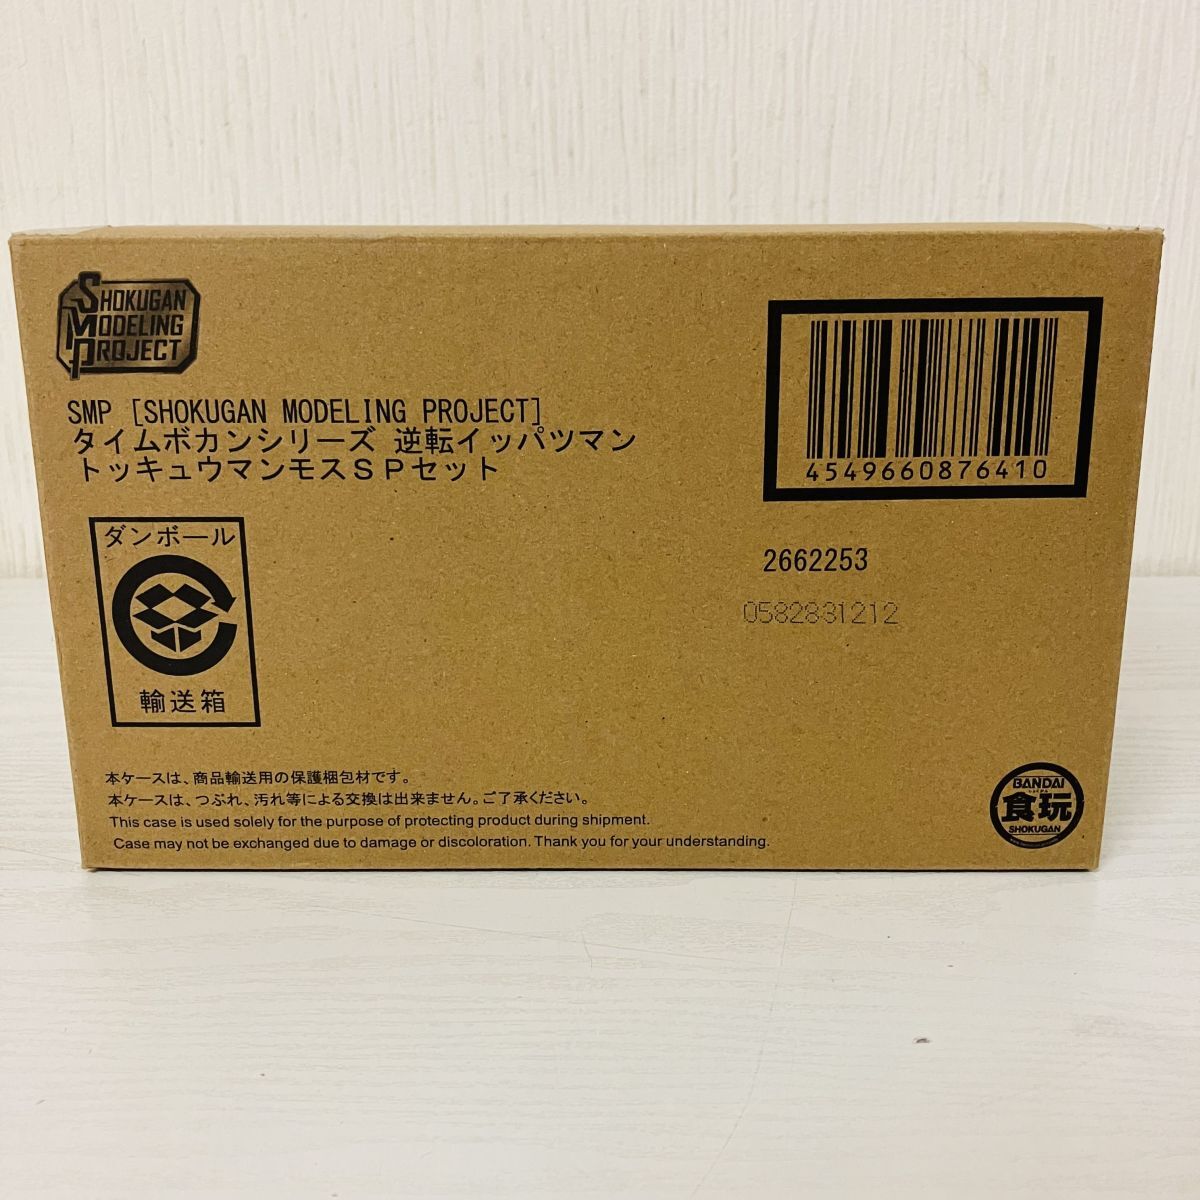 SHOKUGAN
MODELING
PROJECT
SMP [SHOKUGAN MODELING PROJECT]
タイムボカンシリーズ 逆転イッパツマン
トッキュウマンモスSPセット
4549660876410
2662253
0582831212
ダンボール
輸送箱
本ケースは、商品輸送用の保護梱包材です。
本ケースは、つぶれ、汚れ等による交換は出来ません。ご了承ください。
This case is used solely for the purpose of protecting product during shipment.
Case may not be exchanged due to damage or discoloration. Thank you for your understanding.
BANDAI
食玩
SHOKUGAN